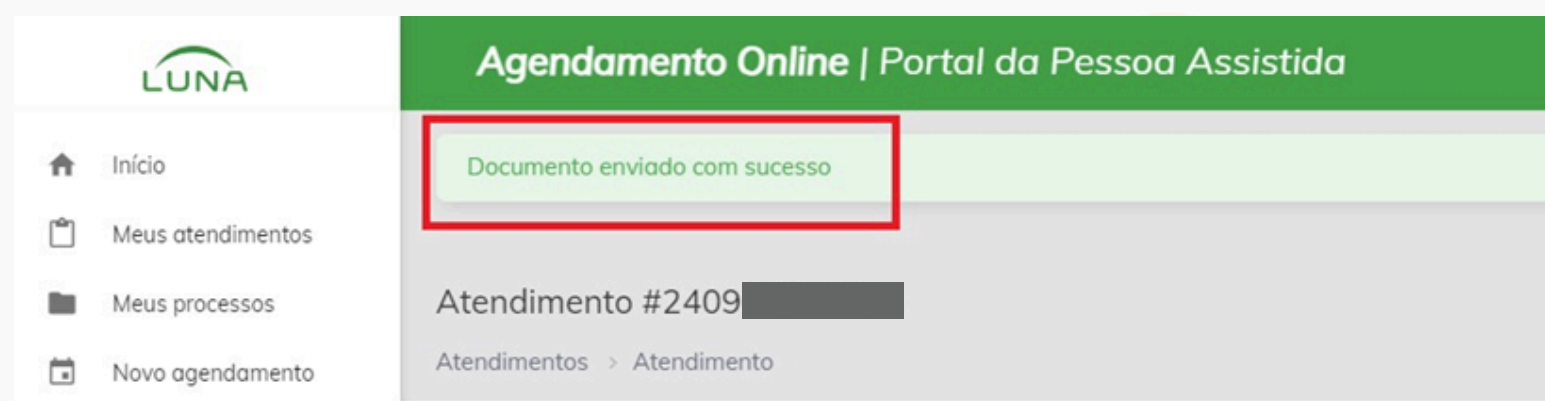 LUNA
Agendamento Online | Portal da Pessoa Assistida
Início
Meus atendimentos
Meus processos
Novo agendamento
Documento enviado com sucesso
Atendimento #2409
Atendimentos > Atendimento